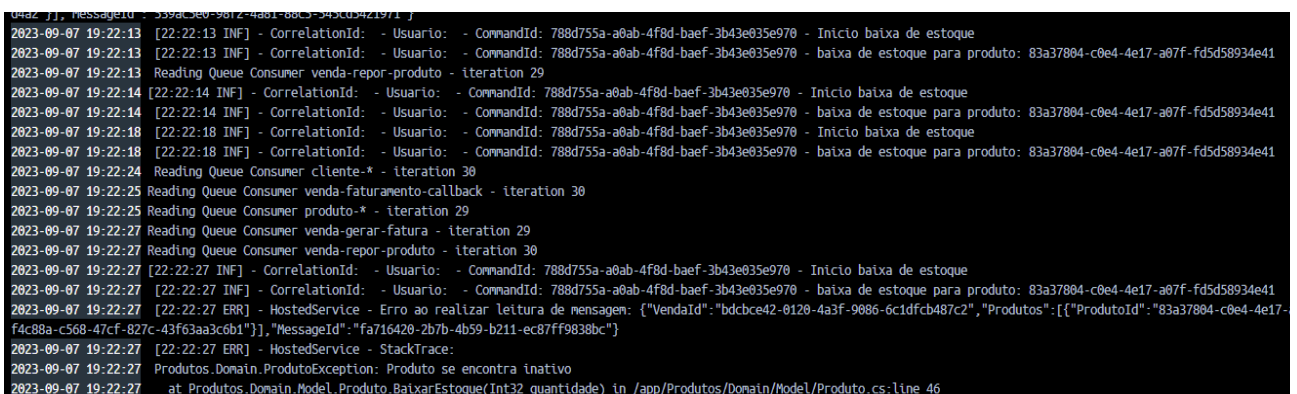 d4a2 }], MessageId : 539ac5e0-98f2-4a81-88c5-545cd5421971 }
2023-09-07 19:22:13 [22:22:13 INF] - CorrelationId: - Usuario: - CommandId: 788d755a-a0ab-4f8d-baef-3b43e035e970 - Inicio baixa de estoque
2023-09-07 19:22:13 [22:22:13 INF] - CorrelationId: - Usuario: - CommandId: 788d755a-a0ab-4f8d-baef-3b43e035e970 - baixa de estoque para produto: 83a37804-c0e4-4e17-a07f-fd5d58934e41
2023-09-07 19:22:13 Reading Queue Consumer venda-repor-produto - iteration 29
2023-09-07 19:22:14 [22:22:14 INF] - CorrelationId: - Usuario: - CommandId: 788d755a-a0ab-4f8d-baef-3b43e035e970 - Inicio baixa de estoque
2023-09-07 19:22:14 [22:22:14 INF] - CorrelationId: - Usuario: - CommandId: 788d755a-a0ab-4f8d-baef-3b43e035e970 - baixa de estoque para produto: 83a37804-c0e4-4e17-a07f-fd5d58934e41
2023-09-07 19:22:18 [22:22:18 INF] - CorrelationId: - Usuario: - CommandId: 788d755a-a0ab-4f8d-baef-3b43e035e970 - Inicio baixa de estoque
2023-09-07 19:22:18 [22:22:18 INF] - CorrelationId: - Usuario: - CommandId: 788d755a-a0ab-4f8d-baef-3b43e035e970 - baixa de estoque para produto: 83a37804-c0e4-4e17-a07f-fd5d58934e41
2023-09-07 19:22:24 Reading Queue Consumer cliente-* - iteration 30
2023-09-07 19:22:25 Reading Queue Consumer venda-faturamento-callback - iteration 30
2023-09-07 19:22:25 Reading Queue Consumer produto-* - iteration 29
2023-09-07 19:22:27 Reading Queue Consumer venda-gerar-fatura - iteration 29
2023-09-07 19:22:27 Reading Queue Consumer venda-repor-produto - iteration 30
2023-09-07 19:22:27 [22:22:27 INF] - CorrelationId: - Usuario: - CommandId: 788d755a-a0ab-4f8d-baef-3b43e035e970 - Inicio baixa de estoque
2023-09-07 19:22:27 [22:22:27 INF] - CorrelationId: - Usuario: - CommandId: 788d755a-a0ab-4f8d-baef-3b43e035e970 - baixa de estoque para produto: 83a37804-c0e4-4e17-a07f-fd5d58934e41
2023-09-07 19:22:27 [22:22:27 ERR] - HostedService - Erro ao realizar leitura de mensagem: {"VendaId":"bdcbce42-0120-4a3f-9086-6c1dfcb487c2","Produtos":[{"ProdutoId":"83a37804-c0e4-4e17-
f4c88a-c568-47cf-827c-43f63aa3c6b1"}],"MessageId":"fa716420-2b7b-4b59-b211-ec87ff9838bc"}
2023-09-07 19:22:27 [22:22:27 ERR] - HostedService - StackTrace:
2023-09-07 19:22:27 Produtos.Domain.ProdutoException: Produto se encontra inativo
2023-09-07 19:22:27 at Produtos.Domain.Model.Produto.BaixarEstoque(Int32 quantidade) in /app/Produtos/Domain/Model/Produto.cs:line 46